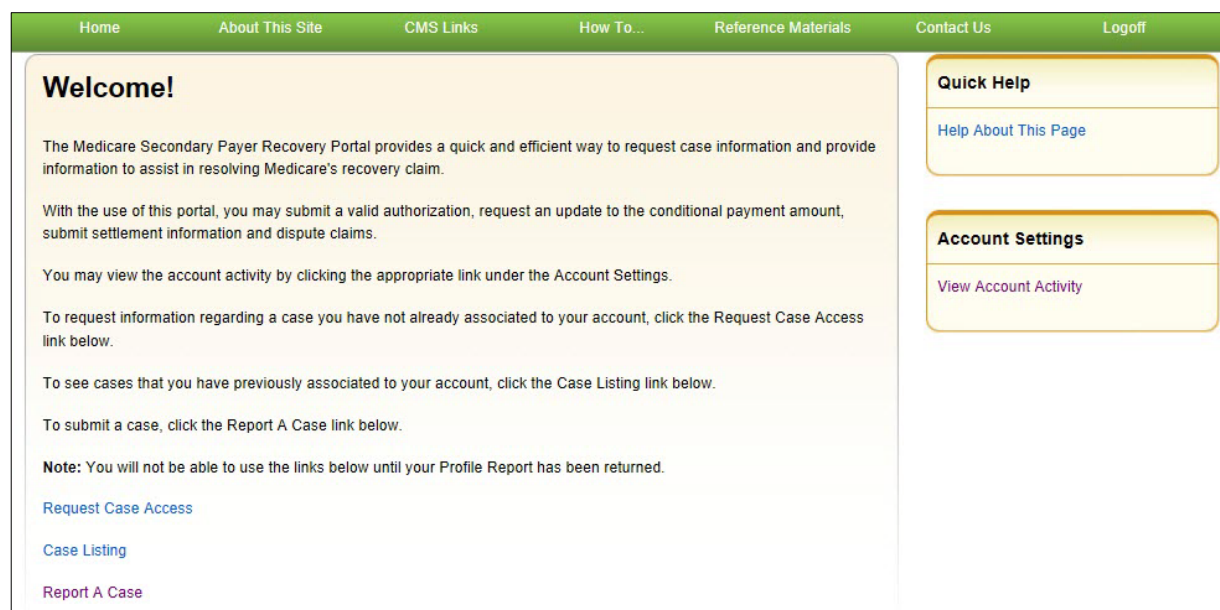 Home About This Site CMS Links How To... Reference Materials Contact Us Logoff
Welcome!
The Medicare Secondary Payer Recovery Portal provides a quick and efficient way to request case information and provide
information to assist in resolving Medicare's recovery claim.
With the use of this portal, you may submit a valid authorization, request an update to the conditional payment amount,
submit settlement information and dispute claims.
You may view the account activity by clicking the appropriate link under the Account Settings.
To request information regarding a case you have not already associated to your account, click the Request Case Access
link below.
To see cases that you have previously associated to your account, click the Case Listing link below.
To submit a case, click the Report A Case link below.
Note: You will not be able to use the links below until your Profile Report has been returned.
Request Case Access
Case Listing
Report A Case
Quick Help
Help About This Page
Account Settings
View Account Activity